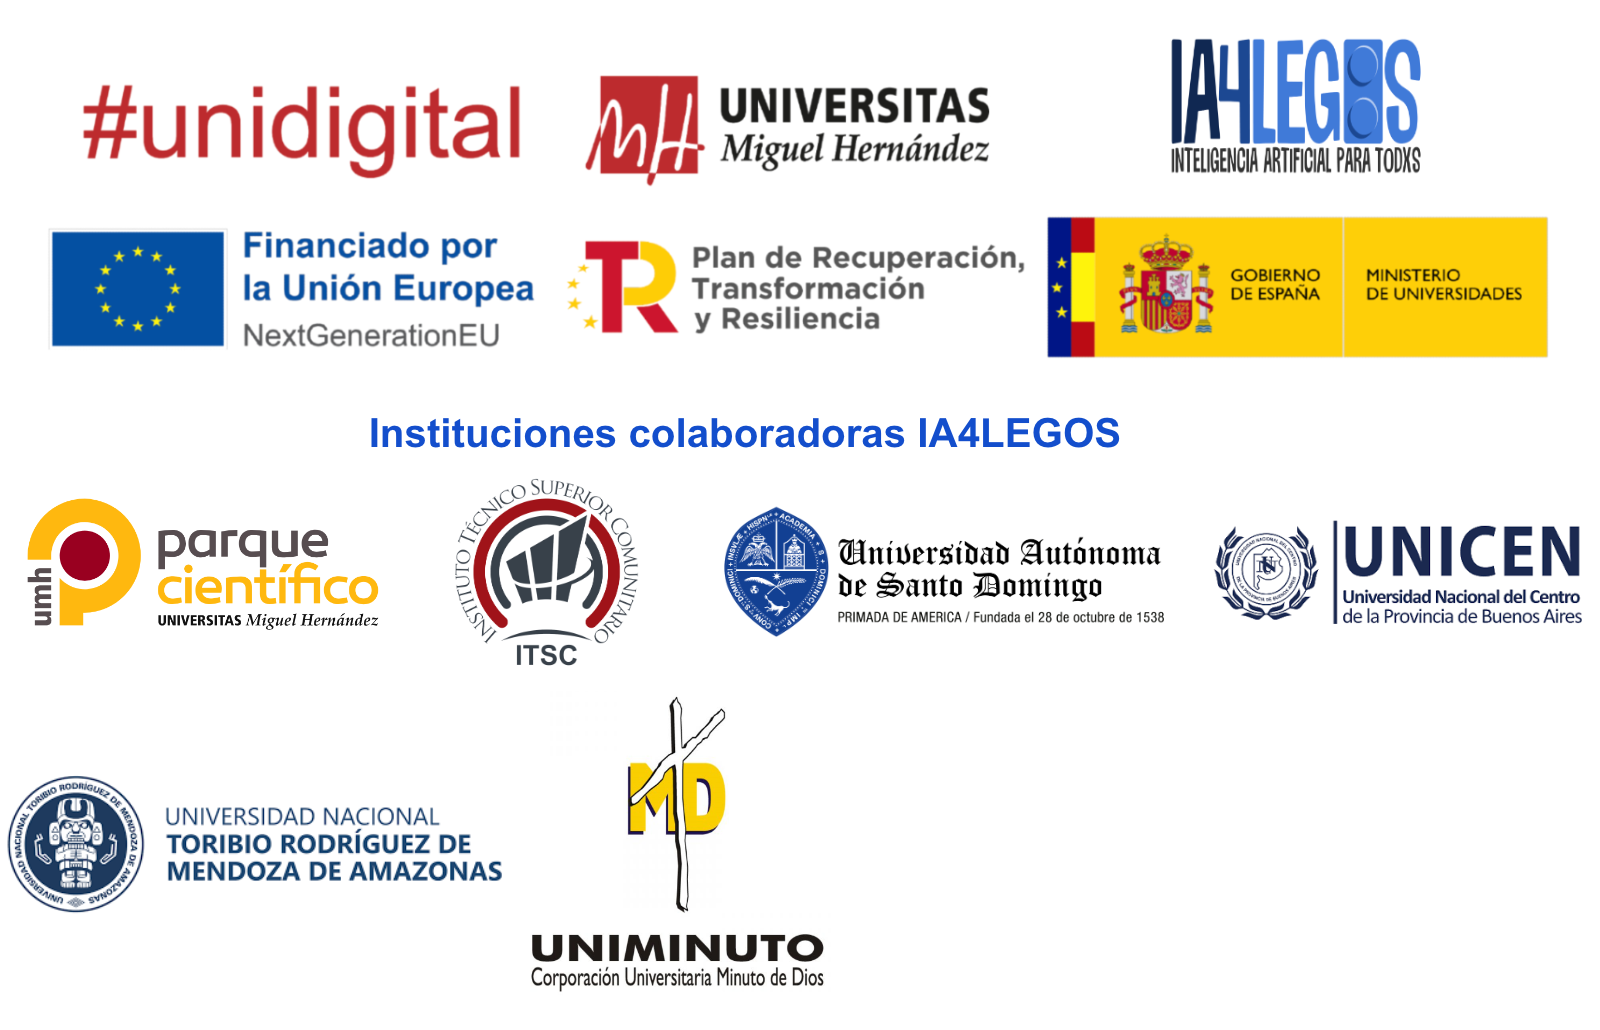 #unidigital
mH
UNIVERSITAS
Miguel Hernández
IA4LEGOS
INTELIGENCIA ARTIFICIAL PARA TODXS
Financiado por
la Unión Europea
NextGenerationEU
TR
Plan de Recuperación,
Transformación
y Resiliencia
GOBIERNO
DE ESPAÑA
MINISTERIO
DE UNIVERSIDADES
Instituciones colaboradoras IA4LEGOS
umh
parque
científico
UNIVERSITAS Miguel Hernández
INSTITUTO TÉCNICO SUPERIOR COMUNITARIO
ITSC
Universidad Autónoma
de Santo Domingo
PRIMADA DE AMERICA / Fundada el 28 de octubre de 1538
UNICEN
Universidad Nacional del Centro
de la Provincia de Buenos Aires
UNIVERSIDAD NACIONAL TORIBIO RODRÍGUEZ DE MENDOZA DE AMAZONAS
UNIVERSIDAD NACIONAL
TORIBIO RODRÍGUEZ DE
MENDOZA DE AMAZONAS
MD
UNIMINUTO
Corporación Universitaria Minuto de Dios